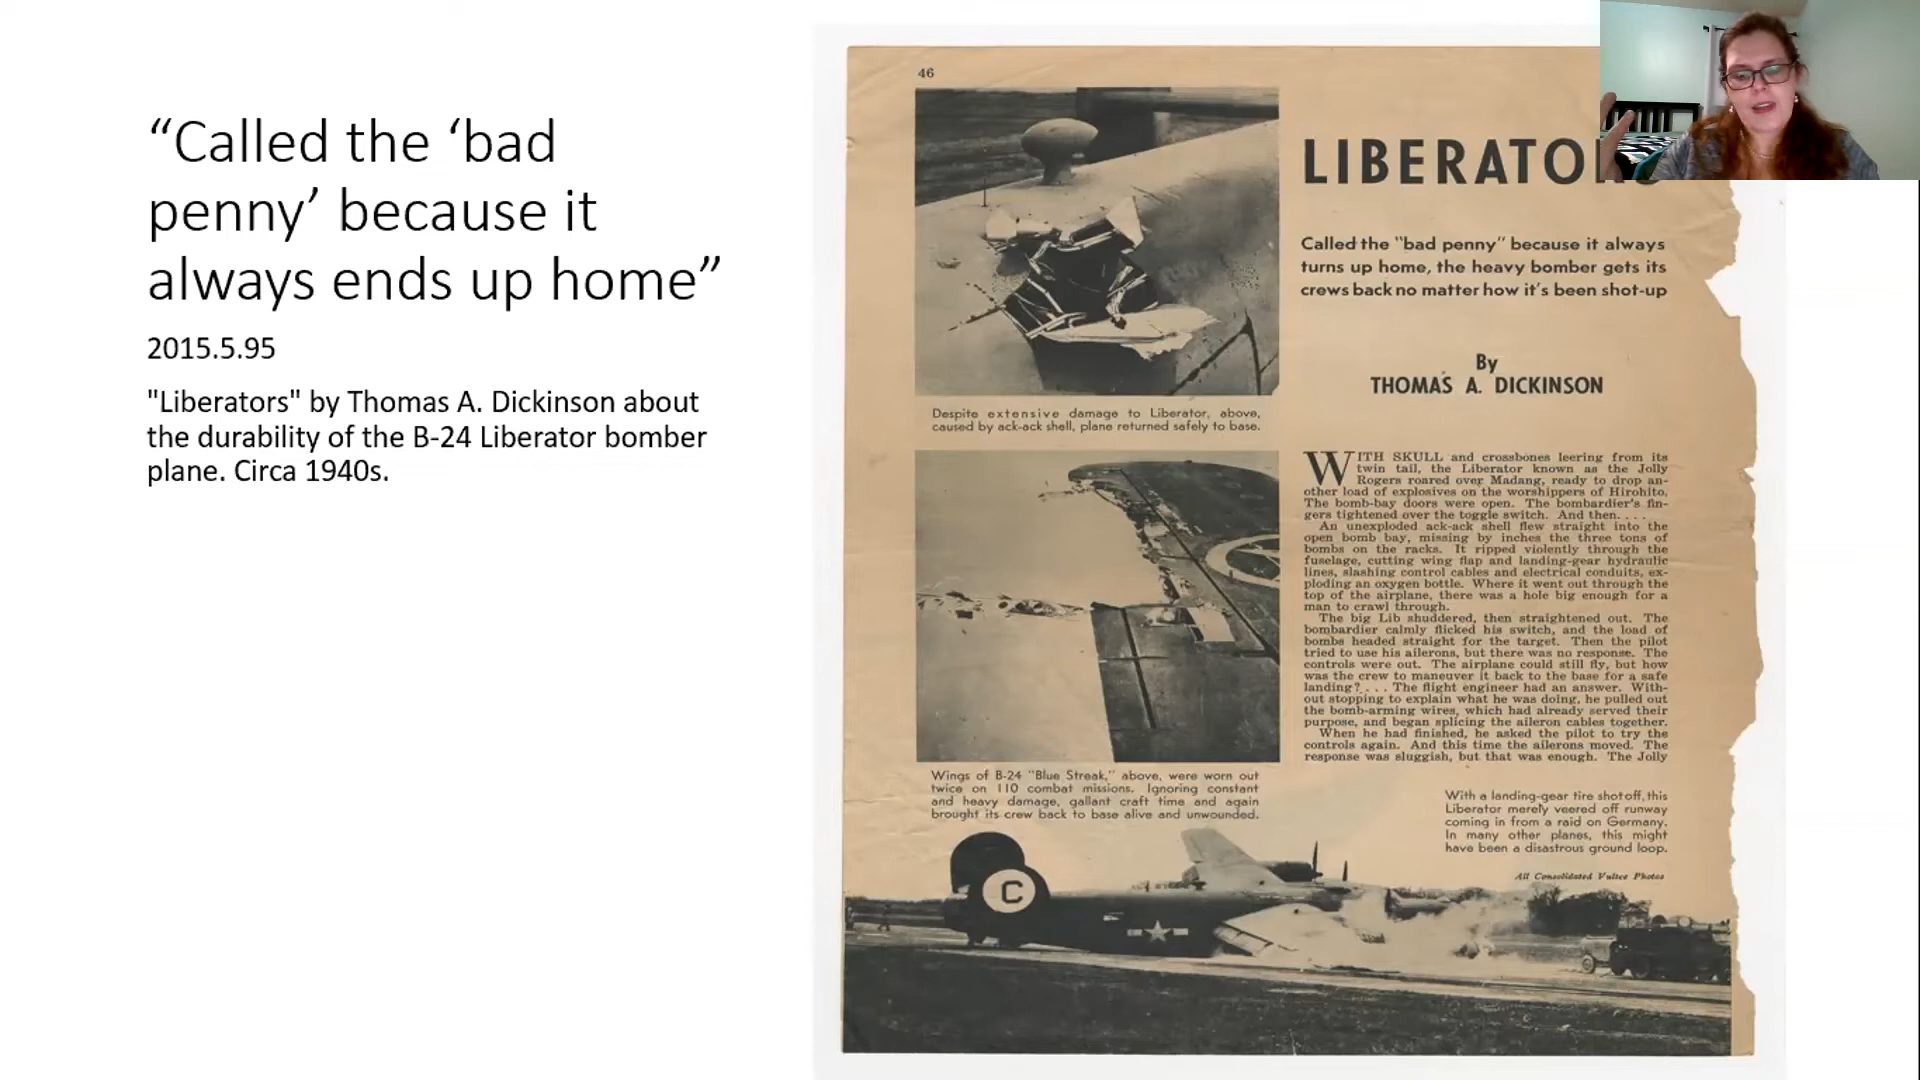 “Called the ‘bad
penny’ because it
always ends up home”
2015.5.95
"Liberators" by Thomas A. Dickinson about
the durability of the B-24 Liberator bomber
plane. Circa 1940s.
46
LIBERATORS
Called the "bad penny" because it always
turns up home, the heavy bomber gets its
crews back no matter how it's been shot-up
By
THOMAS A. DICKINSON
Despite extensive damage to Liberator, above,
caused by ack-ack shell, plane returned safely to base.
WITH SKULL and crossbones leering from its
twin tail, the Liberator known as the Jolly
Rogers roared over Madang, ready to drop an-
other load of explosives on the worshippers of Hirohito.
The bomb-bay doors were open. The bombardier's fin-
gers tightened over the toggle switch. And then. . . .
An unexploded ack-ack shell flew straight into the
open bomb bay, missing by inches the three tons of
bombs on the racks. It ripped violently through the
fuselage, cutting wing flap and landing-gear hydraulic
lines, slashing control cables and electrical conduits, ex-
ploding an oxygen bottle. Where it went out through the
top of the airplane, there was a hole big enough for a
man to crawl through.
The big Lib shuddered, then straightened out. The
bombardier calmly flicked his switch, and the load of
bombs headed straight for the target. Then the pilot
tried to use his ailerons, but there was no response. The
controls were out. The airplane could still fly, but how
was the crew to maneuver it back to the base for a safe
landing? . . . The flight engineer had an answer. With-
out stopping to explain what he was doing, he pulled out
the bomb-arming wires, which had already served their
purpose, and began splicing the aileron cables together.
When he had finished, he asked the pilot to try the
controls again. And this time the ailerons moved. The
response was sluggish, but that was enough. The Jolly
Wings of B-24 "Blue Streak," above, were worn out
twice on 110 combat missions. Ignoring constant
and heavy damage, gallant craft time and again
brought its crew back to base alive and unwounded.
With a landing-gear tire shot off, this
Liberator merely veered off runway
coming in from a raid on Germany.
In many other planes, this might
have been a disastrous ground loop.
All Consolidated Vultee Photos
C